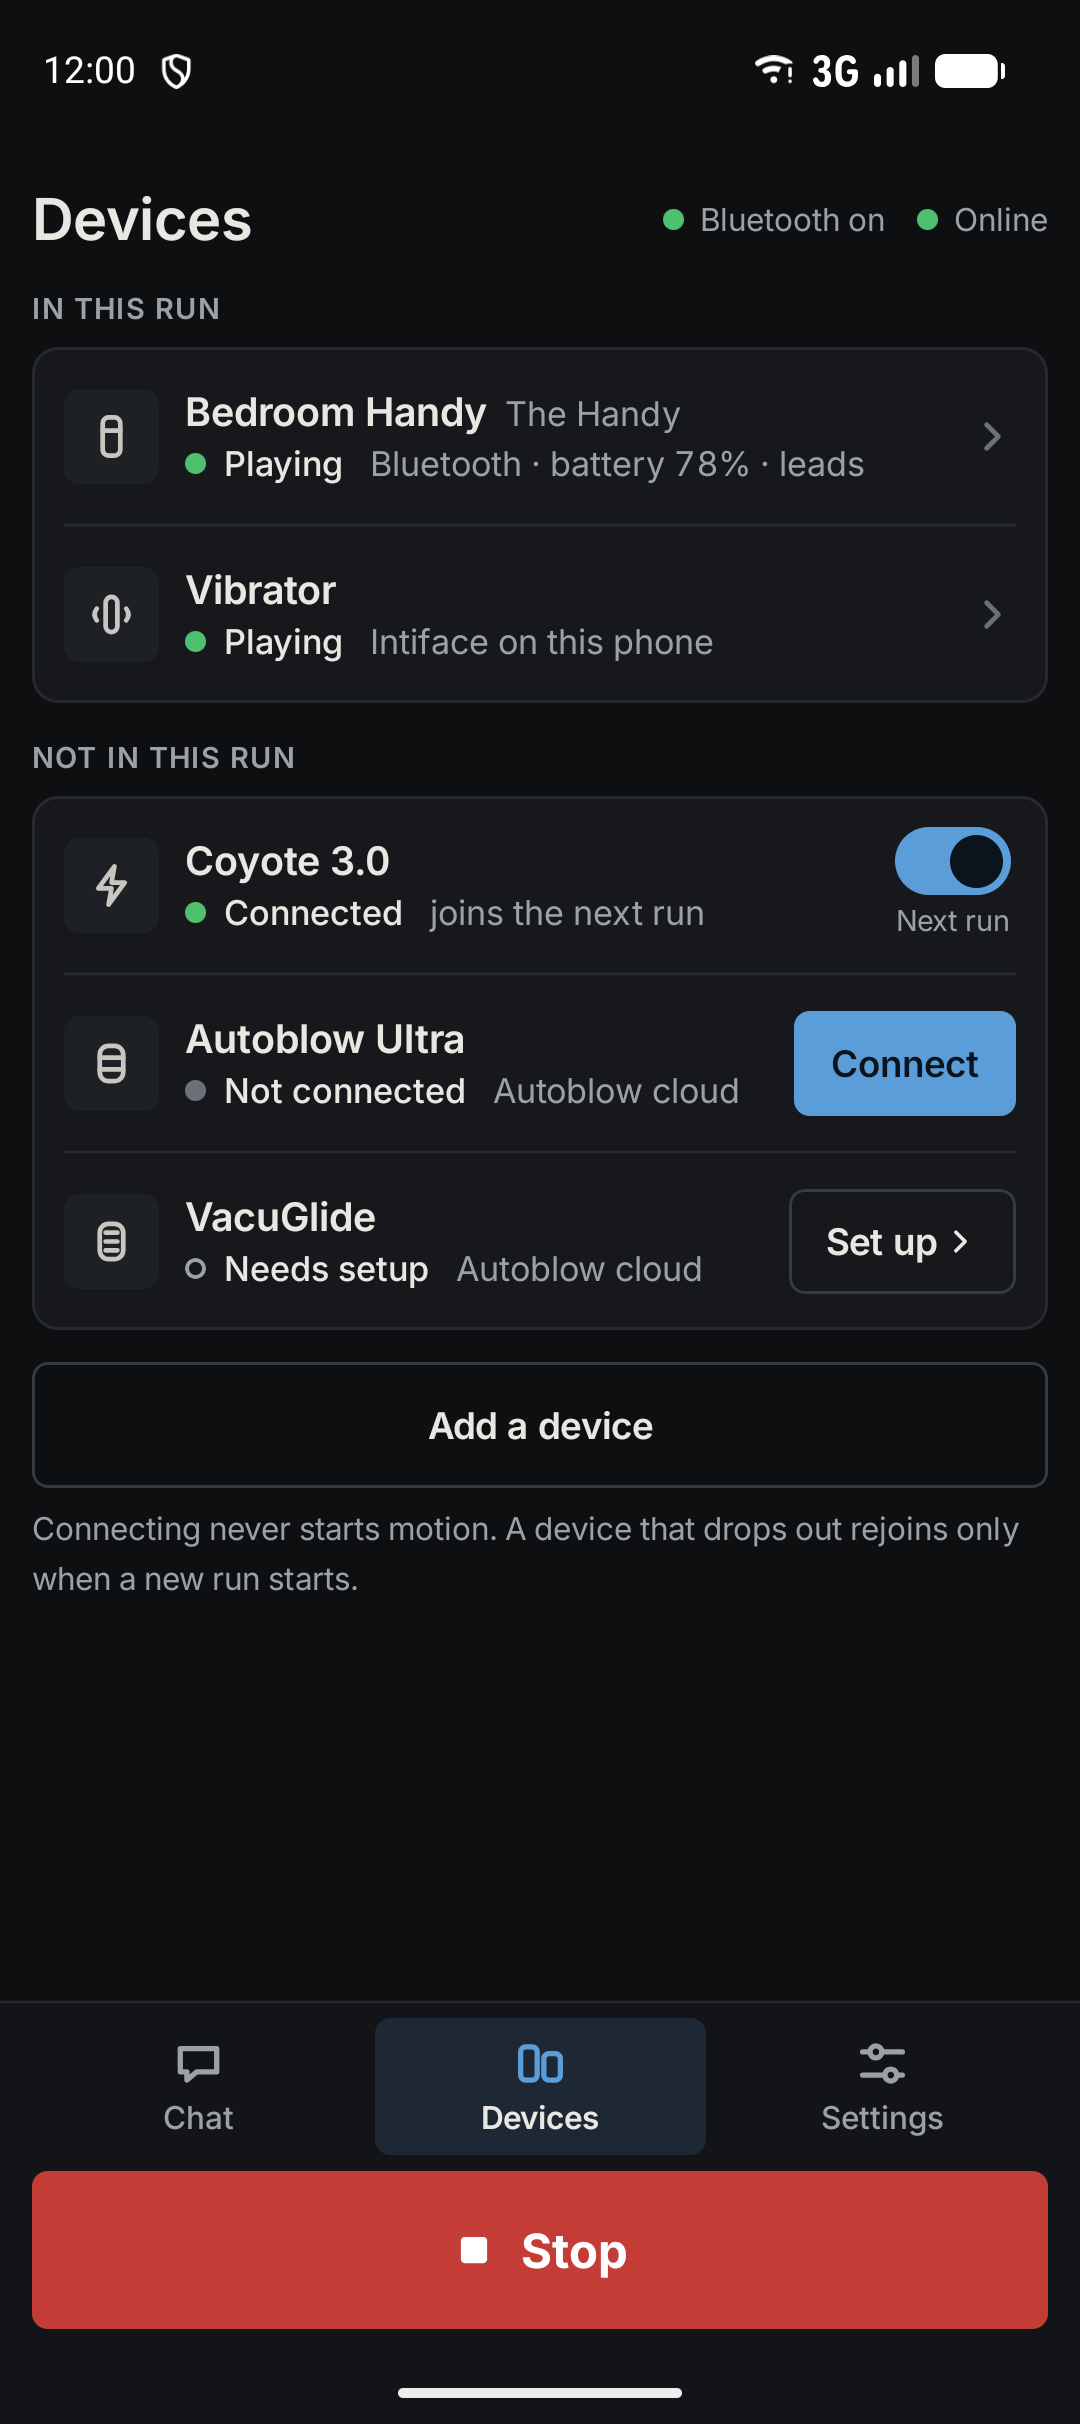 12:00
3G
Devices
Bluetooth on
Online
IN THIS RUN
Bedroom Handy The Handy
Playing Bluetooth · battery 78% · leads
Vibrator
Playing Intiface on this phone
NOT IN THIS RUN
Coyote 3.0
Connected joins the next run
Next run
Autoblow Ultra
Not connected Autoblow cloud
Connect
VacuGlide
Needs setup Autoblow cloud
Set up
Add a device
Connecting never starts motion. A device that drops out rejoins only
when a new run starts.
Chat
Devices
Settings
Stop